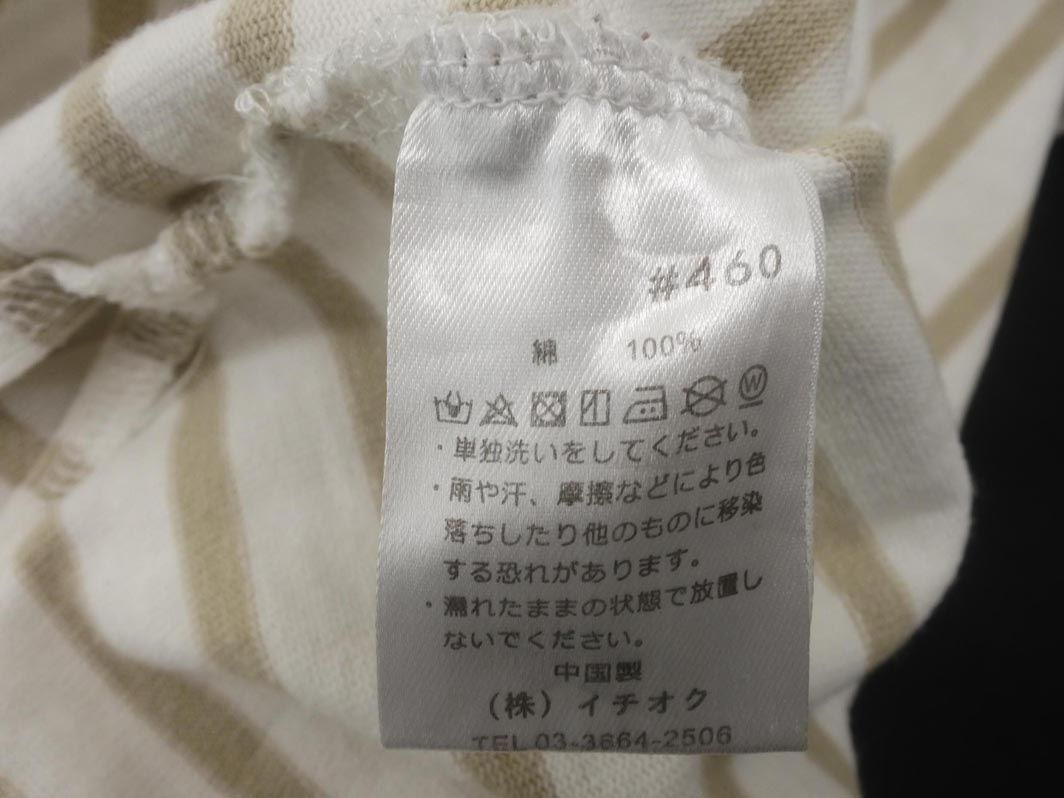 #460
綿 100%
W
・単独洗いをしてください。
・雨や汗、摩擦などにより色
落ちしたり他のものに移染
する恐れがあります。
・濡れたままの状態で放置し
ないでください。
中国製
(株)イチオク
TEL 03-3664-2506